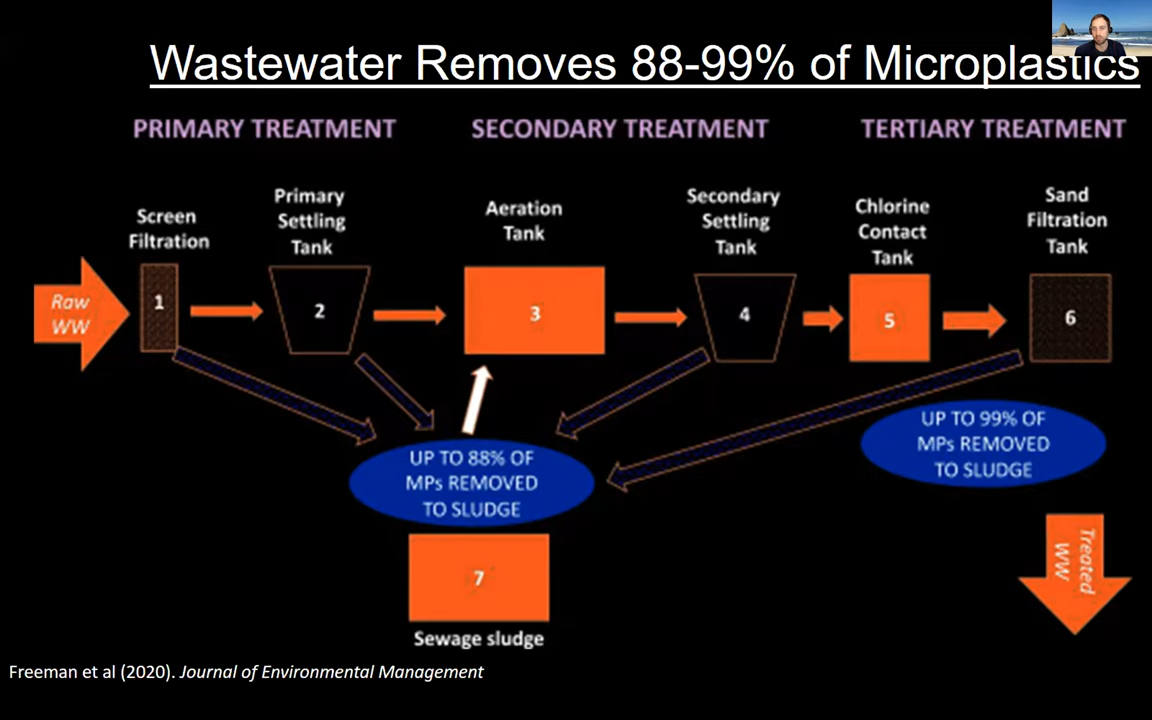 Wastewater Removes 88-99% of Microplastics
PRIMARY TREATMENT
SECONDARY TREATMENT
TERTIARY TREATMENT
Screen
Filtration
Primary
Settling
Tank
Aeration
Tank
Secondary
Settling
Tank
Chlorine
Contact
Tank
Sand
Filtration
Tank
Raw
WW
1
2
3
4
5
6
UP TO 88% OF
MPs REMOVED
TO SLUDGE
UP TO 99% OF
MPs REMOVED
TO SLUDGE
7
Sewage sludge
Treated
WW
Freeman et al (2020). Journal of Environmental Management